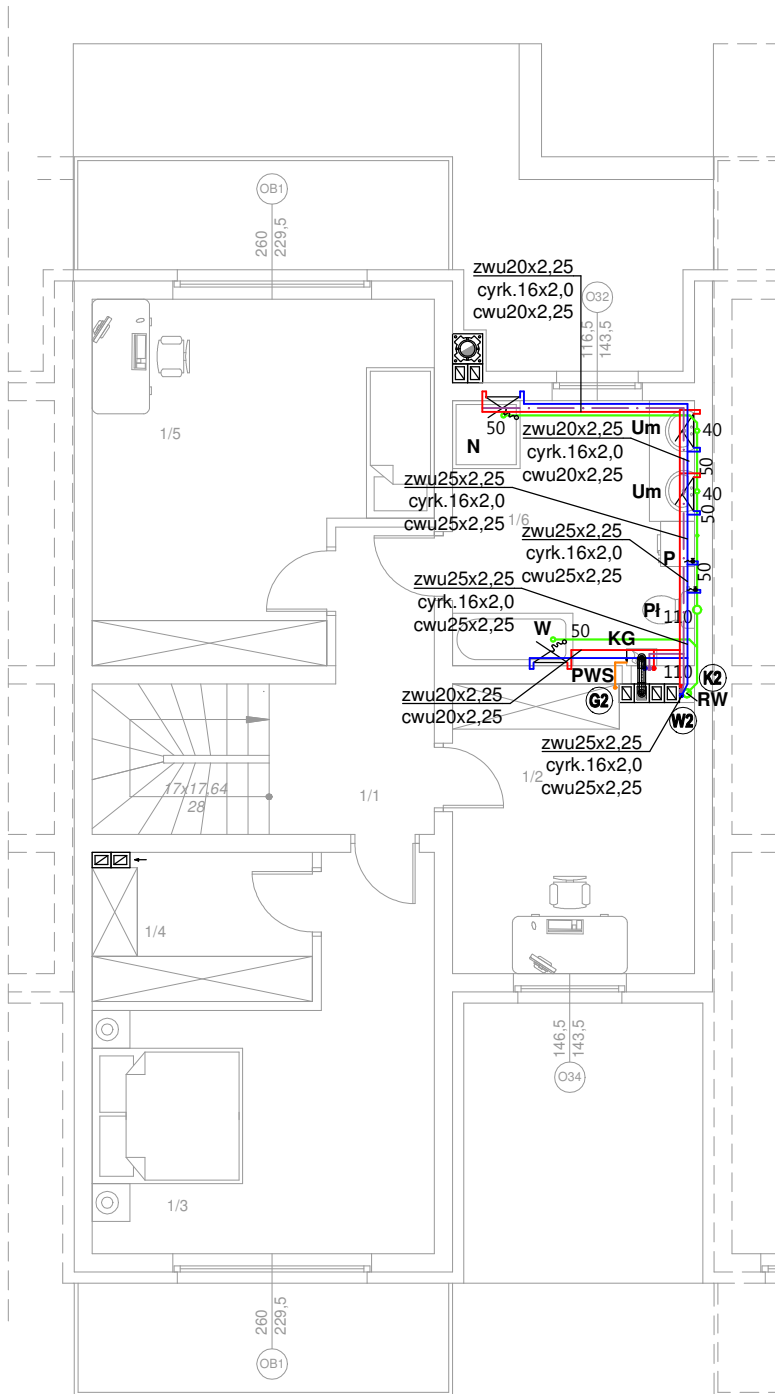 OB1
260
229,5
zwu20x2,25
cyrk.16x2,0
cwu20x2,25
O32
116,5
143,5
1/5
50
N
Um
40
zwu20x2,25
cyrk.16x2,0
cwu20x2,25
50
Um
40
50
zwu25x2,25
cyrk.16x2,0
cwu25x2,25
1/6
zwu25x2,25
cyrk.16x2,0
cwu25x2,25
P
50
zwu25x2,25
cyrk.16x2,0
cwu25x2,25
Pł
110
W
50
KG
PWS
110
K2
G2
RW
W2
zwu20x2,25
cwu20x2,25
zwu25x2,25
cyrk.16x2,0
cwu25x2,25
1/2
17x17,64
28
1/1
1/4
146,5
143,5
O34
1/3
260
229,5
OB1